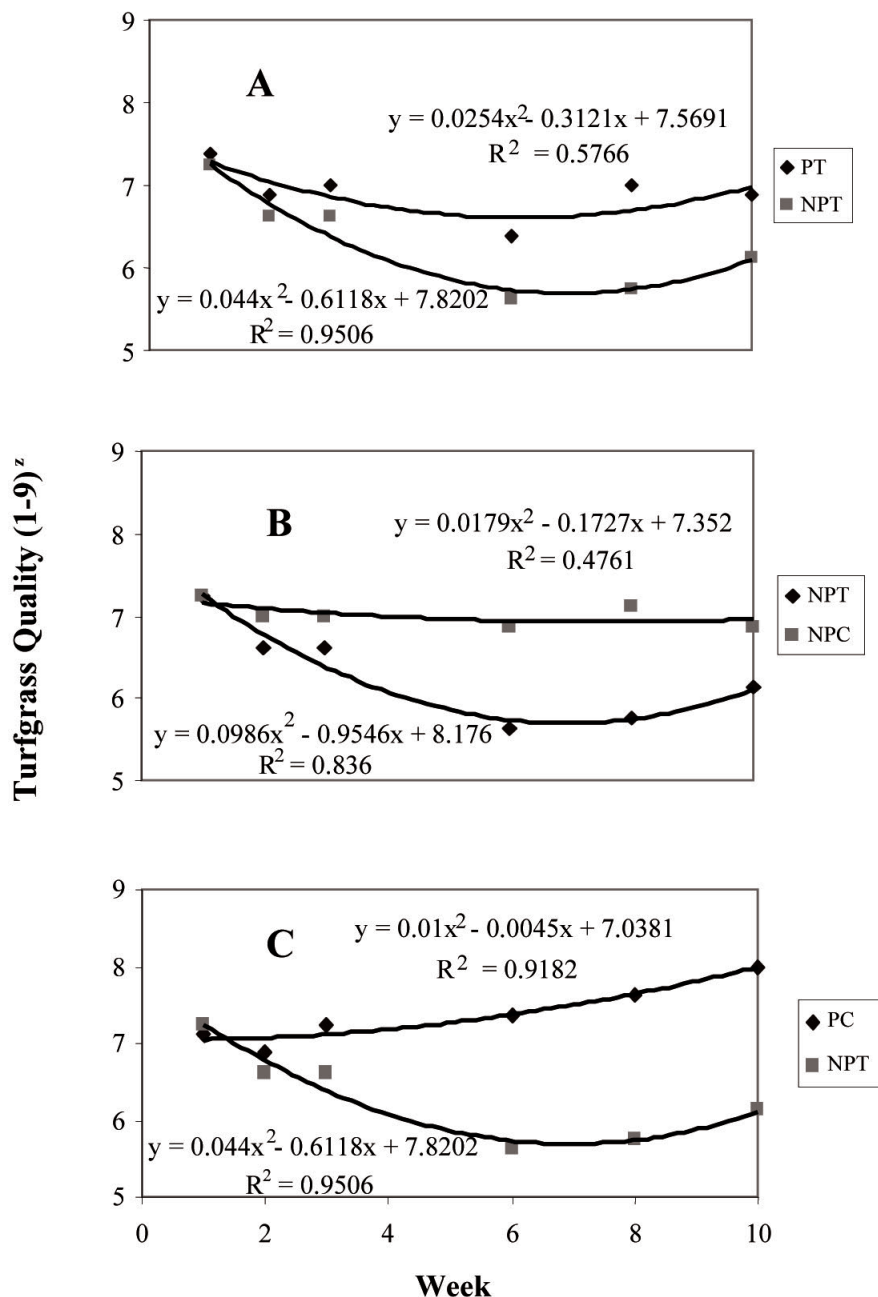 9
8
7
6
5
A
y = 0.0254x² - 0.3121x + 7.5691
R² = 0.5766
y = 0.044x² - 0.6118x + 7.8202
R² = 0.9506
PT
NPT
Turfgrass Quality (1-9)ᶻ
9
8
7
6
5
B
y = 0.0179x² - 0.1727x + 7.352
R² = 0.4761
y = 0.0986x² - 0.9546x + 8.176
R² = 0.836
NPT
NPC
9
8
7
6
5
C
y = 0.01x² - 0.0045x + 7.0381
R² = 0.9182
y = 0.044x² - 0.6118x + 7.8202
R² = 0.9506
PC
NPT
0 2 4 6 8 10
Week